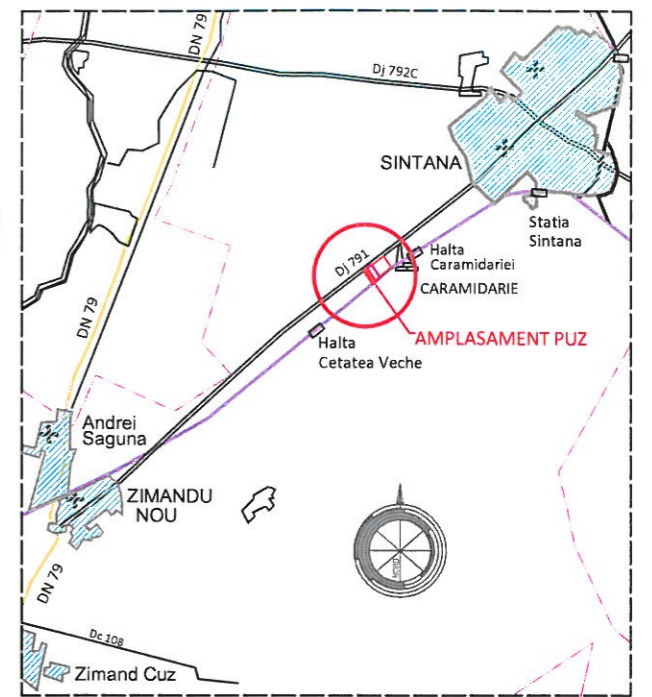 DN 79
Dj 792C
SINTANA
Statia
Sintana
Dj 791
Halta
Caramidariei
CARAMIDARIE
AMPLASAMENT PUZ
Halta
Cetatea Veche
DN 79
Andrei
Saguna
ZIMANDU
NOU
NORD
DN 79
Dc 108
Zimand Cuz